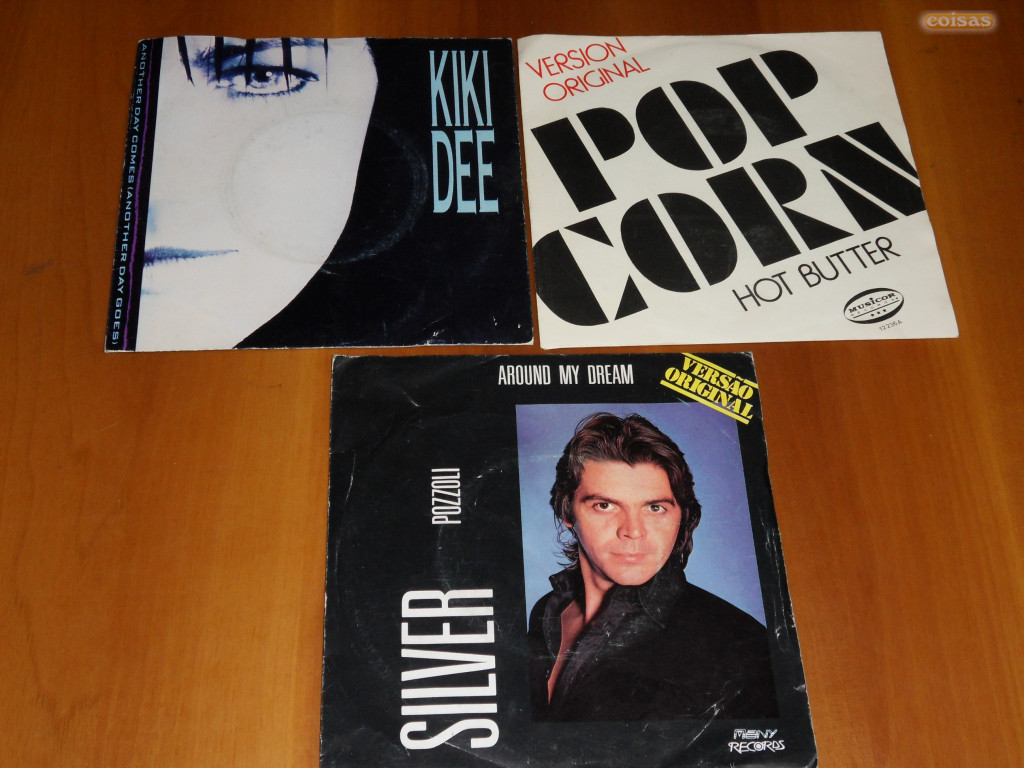 coisas
ANOTHER DAY COMES (ANOTHER DAY GOES)
KIKI
DEE
VERSION
ORIGINAL
POP
CORN
HOT BUTTER
MUSICOR
12236A
AROUND MY DREAM
VERSÃO
ORIGINAL
SILVER
POZZOLI
MENY
RECORDS